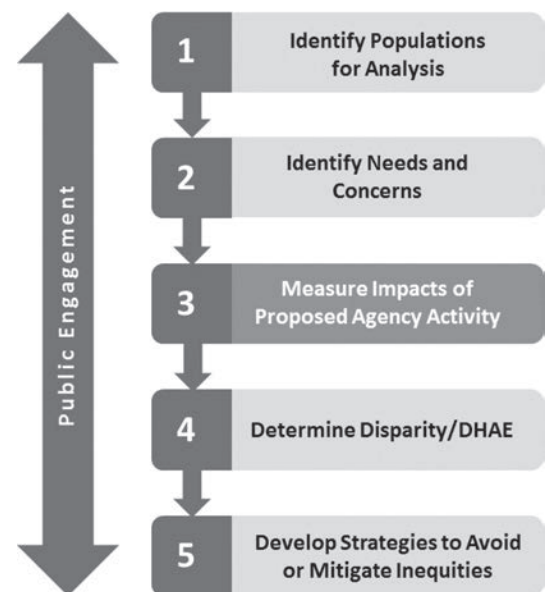 Public Engagement
1
Identify Populations
for Analysis
2
Identify Needs and
Concerns
3
Measure Impacts of
Proposed Agency Activity
4
Determine Disparity/DHAE
5
Develop Strategies to Avoid
or Mitigate Inequities